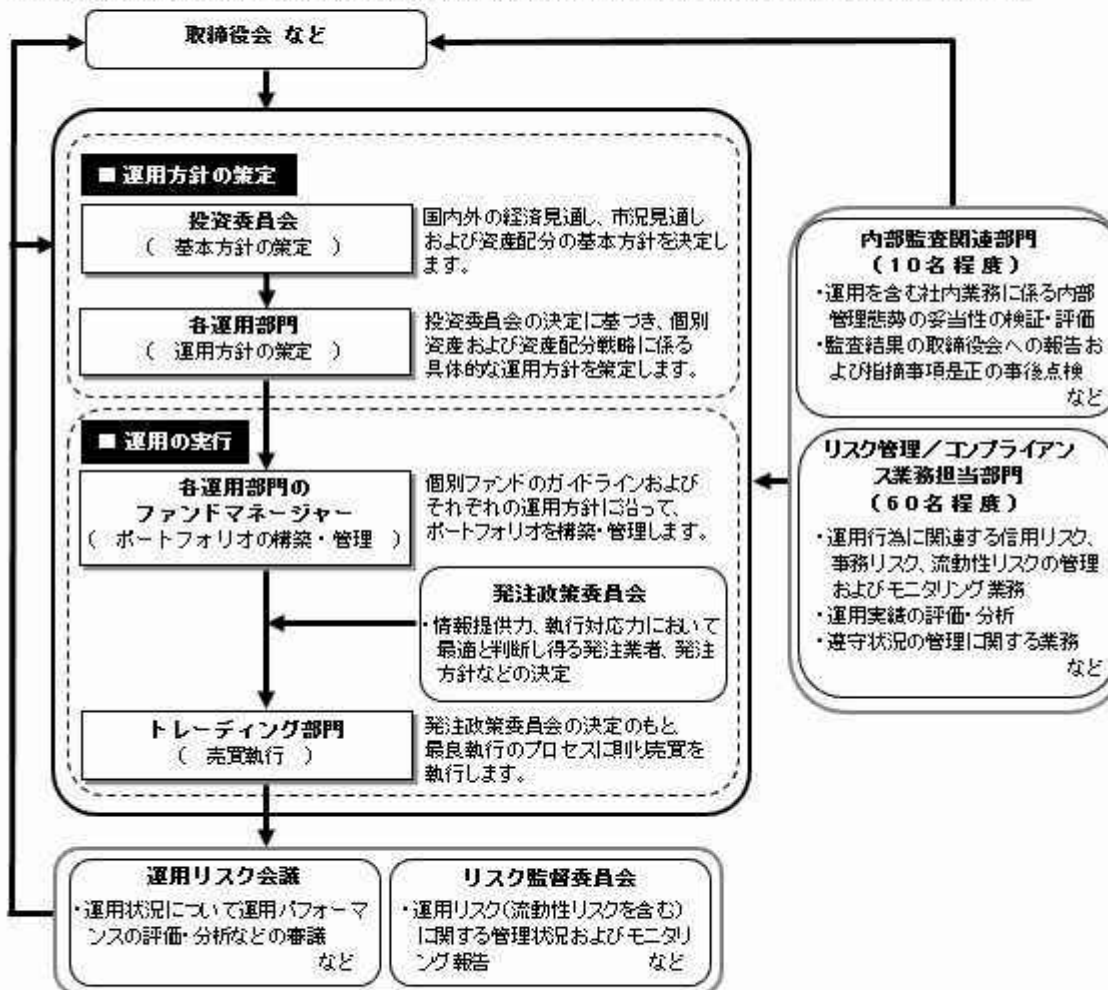 取締役会 など
■ 運用方針の策定
投資委員会
( 基本方針の策定 )
国内外の経済見通し、市況見通し
および資産配分の基本方針を決定し
ます。
各運用部門
( 運用方針の策定 )
投資委員会の決定に基づき、個別
資産および資産配分戦略に係る
具体的な運用方針を策定します。
■ 運用の実行
各運用部門の
ファンドマネージャー
( ポートフォリオの構築・管理 )
個別ファンドのガイドラインおよび
それぞれの運用方針に沿って、
ポートフォリオを構築・管理します。
発注政策委員会
・情報提供力、執行対応力において
最適と判断し得る発注業者、発注
方針などの決定
トレーディング部門
( 売買執行 )
発注政策委員会の決定のもと、
最良執行のプロセスに則り売買を
執行します。
内部監査関連部門
(10名程度)
・運用を含む社内業務に係る内部
管理態勢の妥当性の検証・評価
・監査結果の取締役会への報告お
よび指摘事項是正の事後点検
など
リスク管理/コンプライアン
ス業務担当部門
(60名程度)
・運用行為に関連する信用リスク、
事務リスク、流動性リスクの管理
およびモニタリング業務
・運用実績の評価・分析
・遵守状況の管理に関する業務
など
運用リスク会議
・運用状況について運用パフォーマ
ンスの評価・分析などの審議
など
リスク監督委員会
・運用リスク(流動性リスクを含む)
に関する管理状況およびモニタリ
ング報告 など